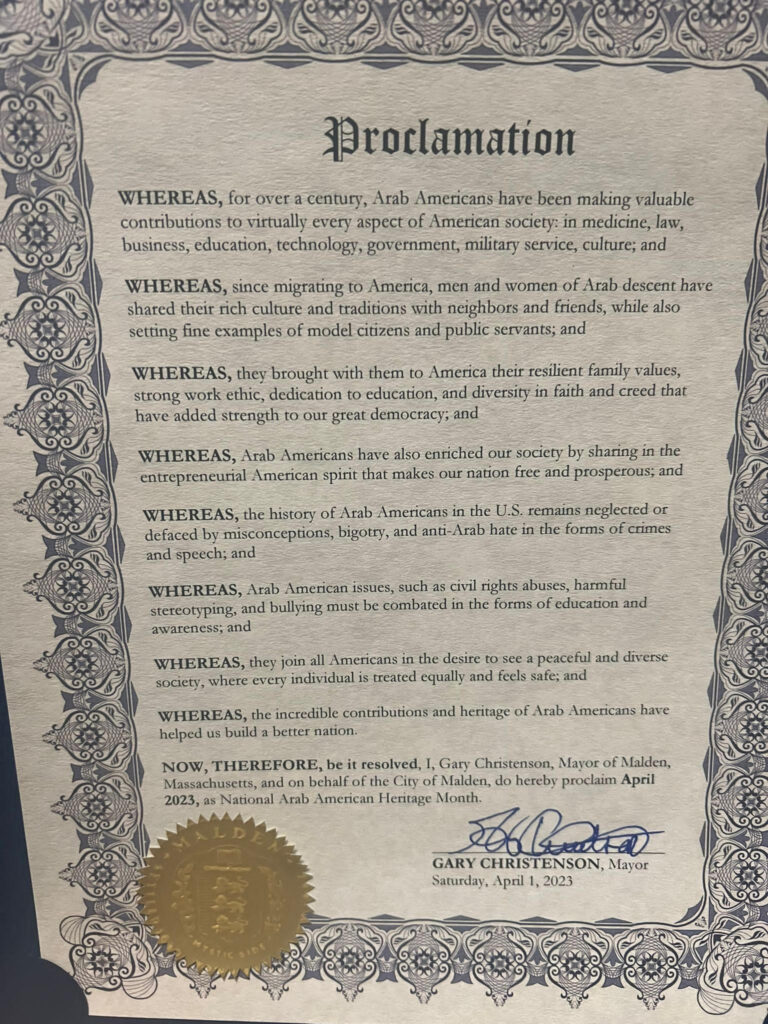 Proclamation
WHEREAS, for over a century, Arab Americans have been making valuable
contributions to virtually every aspect of American society: in medicine, law,
business, education, technology, government, military service, culture; and
WHEREAS, since migrating to America, men and women of Arab descent have
shared their rich culture and traditions with neighbors and friends, while also
setting fine examples of model citizens and public servants; and
WHEREAS, they brought with them to America their resilient family values,
strong work ethic, dedication to education, and diversity in faith and creed that
have added strength to our great democracy; and
WHEREAS, Arab Americans have also enriched our society by sharing in the
entrepreneurial American spirit that makes our nation free and prosperous; and
WHEREAS, the history of Arab Americans in the U.S. remains neglected or
defaced by misconceptions, bigotry, and anti-Arab hate in the forms of crimes
and speech; and
WHEREAS, Arab American issues, such as civil rights abuses, harmful
stereotyping, and bullying must be combated in the forms of education and
awareness; and
WHEREAS, they join all Americans in the desire to see a peaceful and diverse
society, where every individual is treated equally and feels safe; and
WHEREAS, the incredible contributions and heritage of Arab Americans have
helped us build a better nation.
NOW, THEREFORE, be it resolved, I, Gary Christenson, Mayor of Malden,
Massachusetts, and on behalf of the City of Malden, do hereby proclaim April
2023, as National Arab American Heritage Month.
GARY CHRISTENSON, Mayor
Saturday, April 1, 2023
MALDEN
MYSTIC SIDE